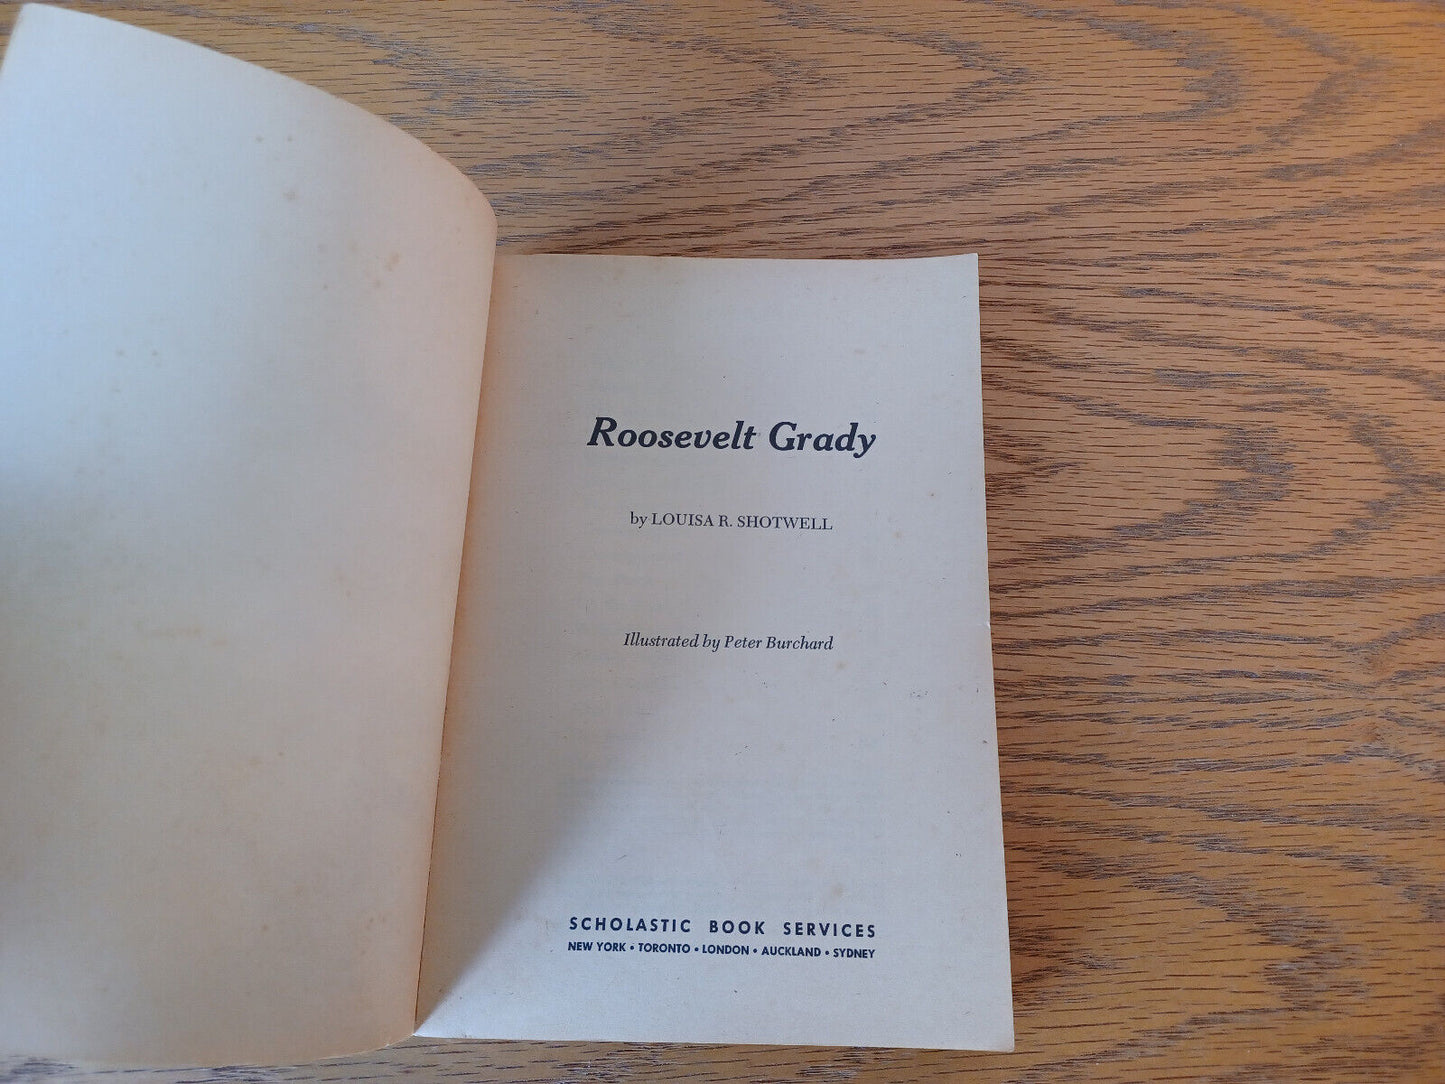 Roosevelt Grady
by LOUISA R. SHOTWELL
Illustrated by Peter Burchard
SCHOLASTIC BOOK SERVICES
NEW YORK • TORONTO • LONDON • AUCKLAND • SYDNEY